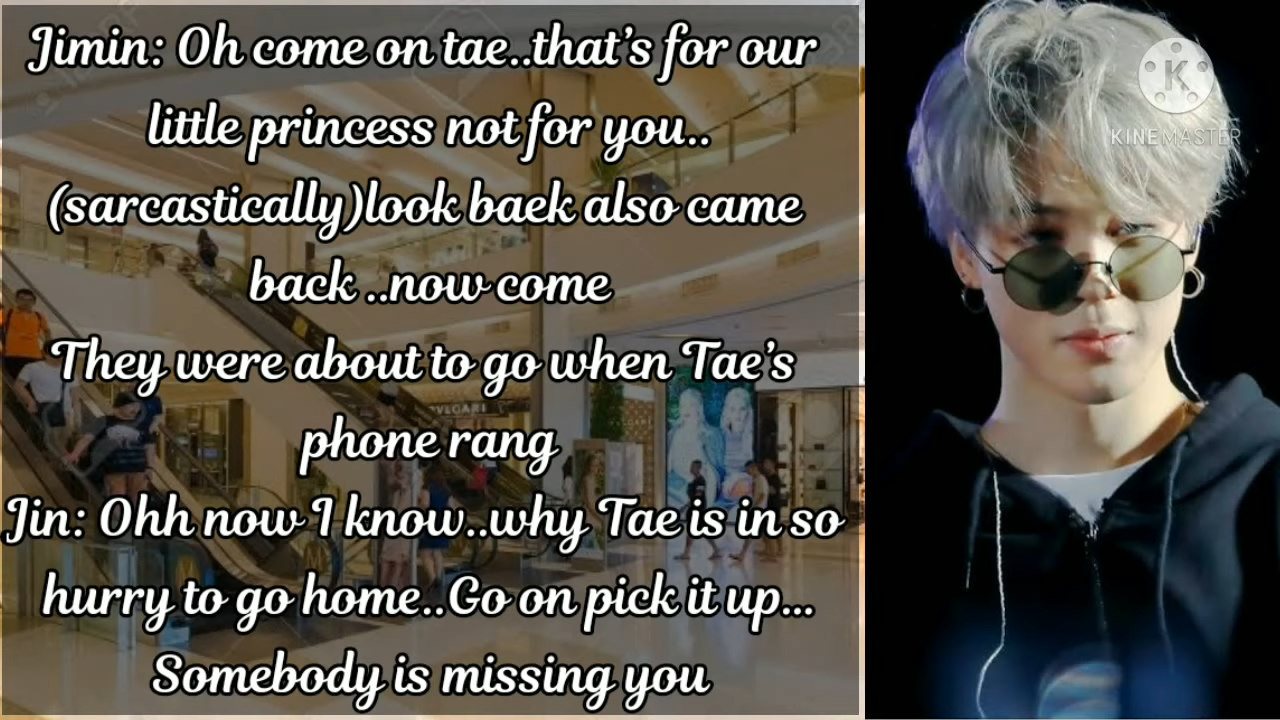 Jimin: Oh come on tae..that's for our
little princess not for you..
(sarcastically)look baek also came
back ..now come
They were about to go when Tae's
phone rang
Jin: Ohh now I know..why Tae is in so
hurry to go home..Go on pick it up...
Somebody is missing you
BVLGARI
K
KINEMASTER